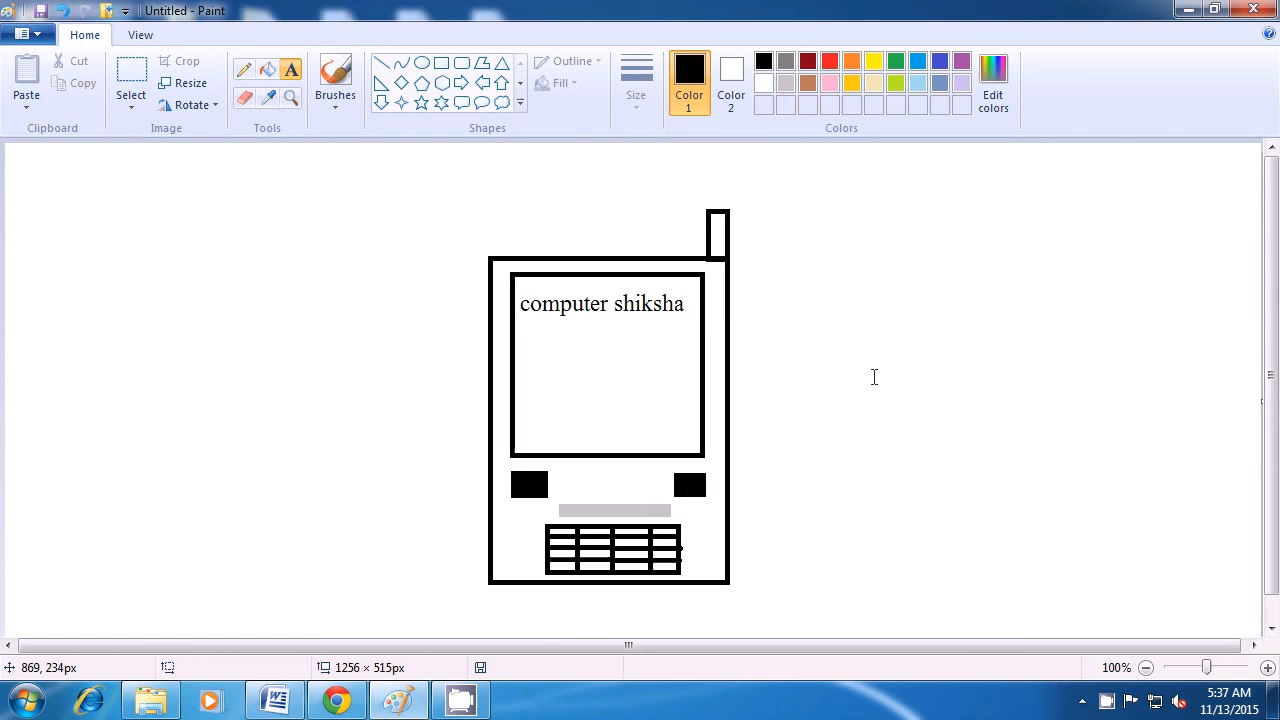 Untitled - Paint
Home View
Paste
Cut
Copy
Clipboard
Select
Crop
Resize
Rotate
Image
A
Tools
Brushes
Shapes
Outline
Fill
Size
Color 1
Color 2
Edit colors
Colors
computer shiksha
869, 234px
1256 × 515px
100%
5:37 AM
11/13/2015